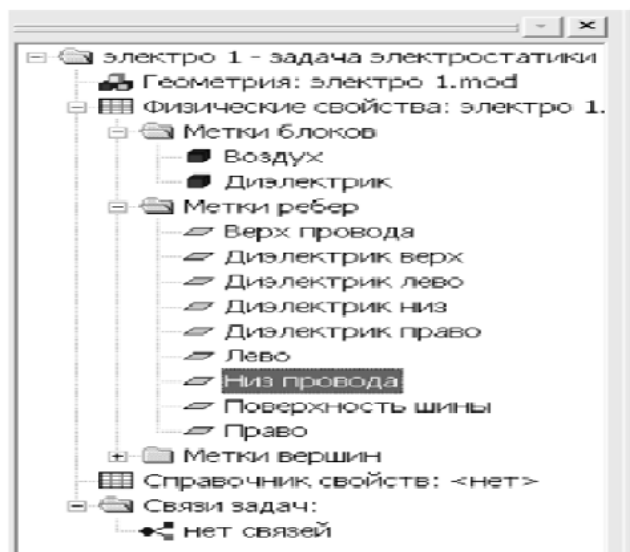 электро 1 - задача электростатики
Геометрия: электро 1.mod
Физические свойства: электро 1.
Метки блоков
Воздух
Диэлектрик
Метки ребер
Верх провода
Диэлектрик верх
Диэлектрик лево
Диэлектрик низ
Диэлектрик право
Лево
Низ провода
Поверхность шины
Право
Метки вершин
Справочник свойств: <нет>
Связи задач:
нет связей